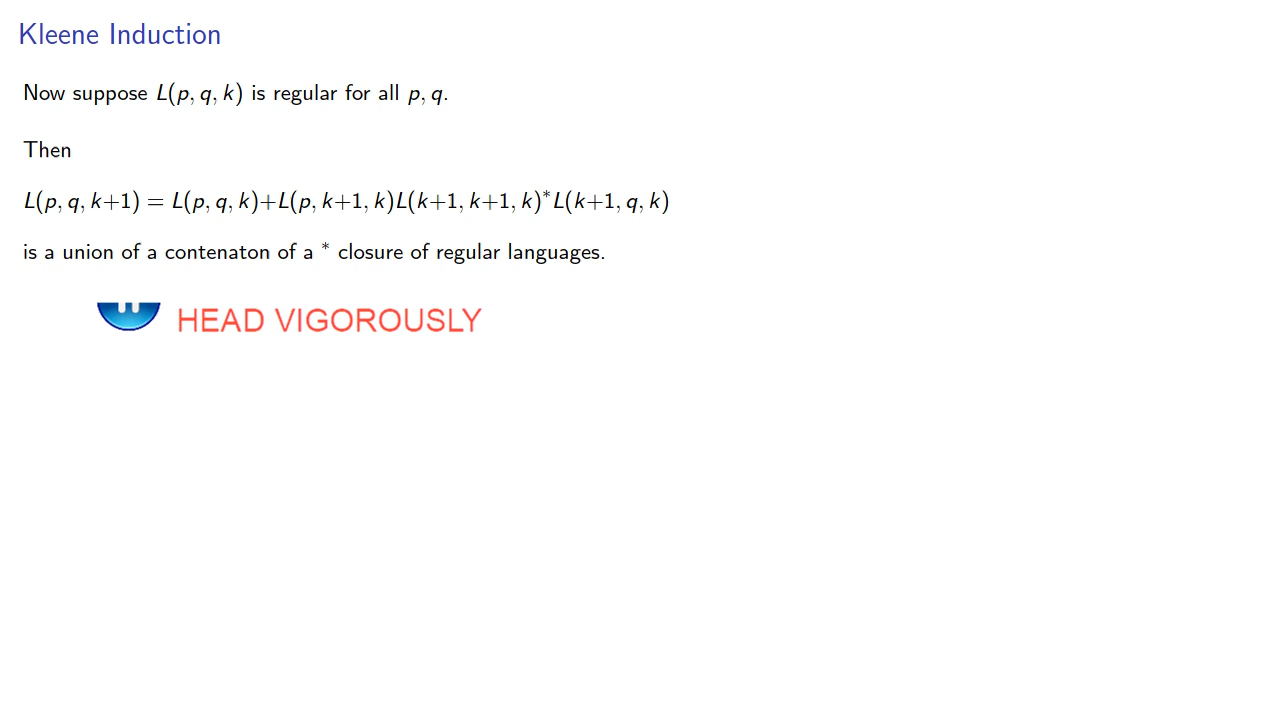 Kleene Induction
Now suppose L(p, q, k) is regular for all p, q.
Then
L(p, q, k+1) = L(p, q, k)+L(p, k+1, k)L(k+1, k+1, k)*L(k+1, q, k)
is a union of a contenaton of a * closure of regular languages.
HEAD VIGOROUSLY